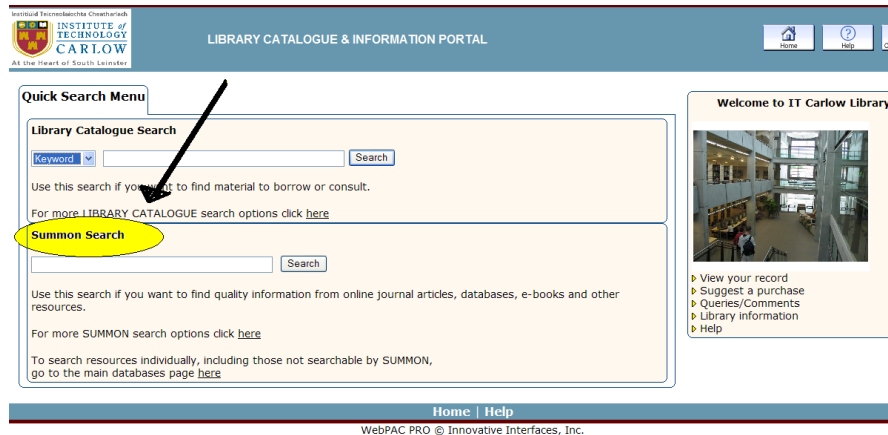 Institiúid Teicneolaíochta Cheatharlach
INSTITUTE of
TECHNOLOGY
CARLOW
At the Heart of South Leinster
LIBRARY CATALOGUE & INFORMATION PORTAL
Home
Help
Quick Search Menu
Library Catalogue Search
Keyword
Search
Use this search if you want to find material to borrow or consult.
For more LIBRARY CATALOGUE search options click here
Summon Search
Search
Use this search if you want to find quality information from online journal articles, databases, e-books and other
resources.
For more SUMMON search options click here
To search resources individually, including those not searchable by SUMMON,
go to the main databases page here
Welcome to IT Carlow Library
View your record
Suggest a purchase
Queries/Comments
Library information
Help
Home | Help
WebPAC PRO © Innovative Interfaces, Inc.